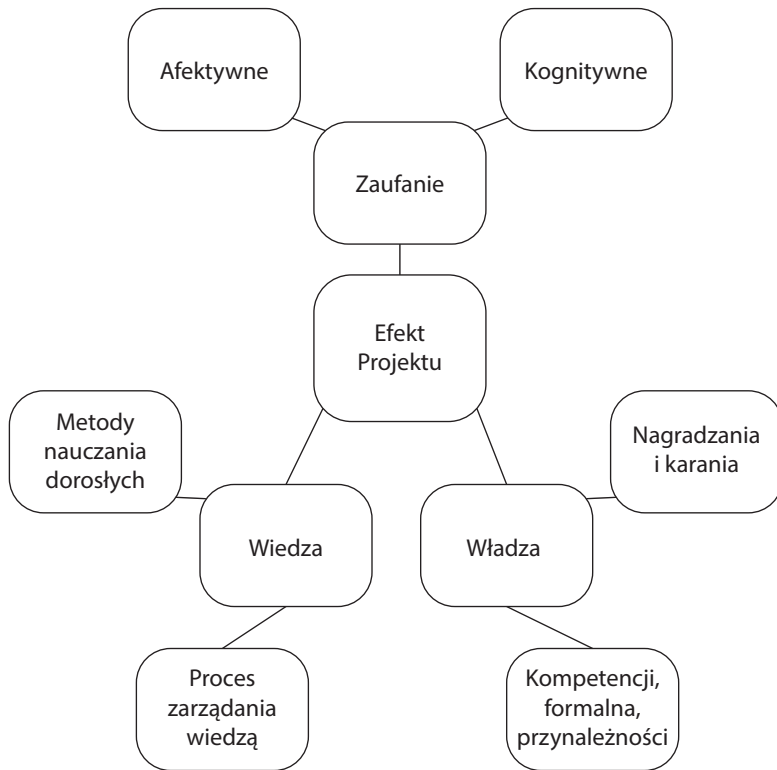 Afektywne
Kognitywne
Zaufanie
Efekt
Projektu
Metody
nauczania
dorosłych
Nagradzania
i karania
Wiedza
Władza
Proces
zarządania
wiedzą
Kompetencji,
formalna,
przynależności